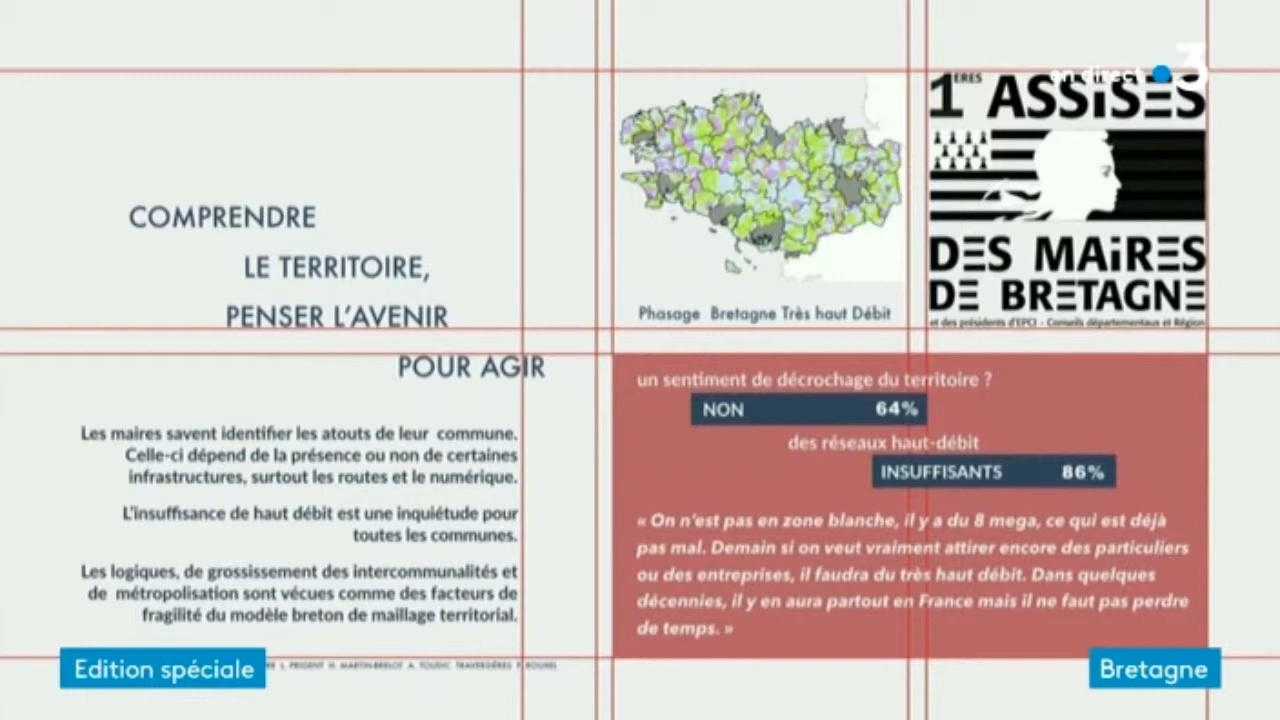 en direct 3
1ÈRES ASSiSES
DES MAiRES
DE BRETAGNE
et des présidents d'EPCI - Conseils départementaux et Région
COMPRENDRE
LE TERRITOIRE,
PENSER L'AVENIR
POUR AGIR
Phasage Bretagne Très haut Débit
Les maires savent identifier les atouts de leur commune.
Celle-ci dépend de la présence ou non de certaines
infrastructures, surtout les routes et le numérique.
L'insuffisance de haut débit est une inquiétude pour
toutes les communes.
Les logiques, de grossissement des intercommunalités et
de métropolisation sont vécues comme des facteurs de
fragilité du modèle breton de maillage territorial.
un sentiment de décrochage du territoire ?
NON 64%
des réseaux haut-débit
INSUFFISANTS 86%
« On n'est pas en zone blanche, il y a du 8 mega, ce qui est déjà
pas mal. Demain si on veut vraiment attirer encore des particuliers
ou des entreprises, il faudra du très haut débit. Dans quelques
décennies, il y en aura partout en France mais il ne faut pas perdre
de temps. »
Edition spéciale
L. PRIGENT H. MARTIN-BRELOT A. TOUDIC
Bretagne